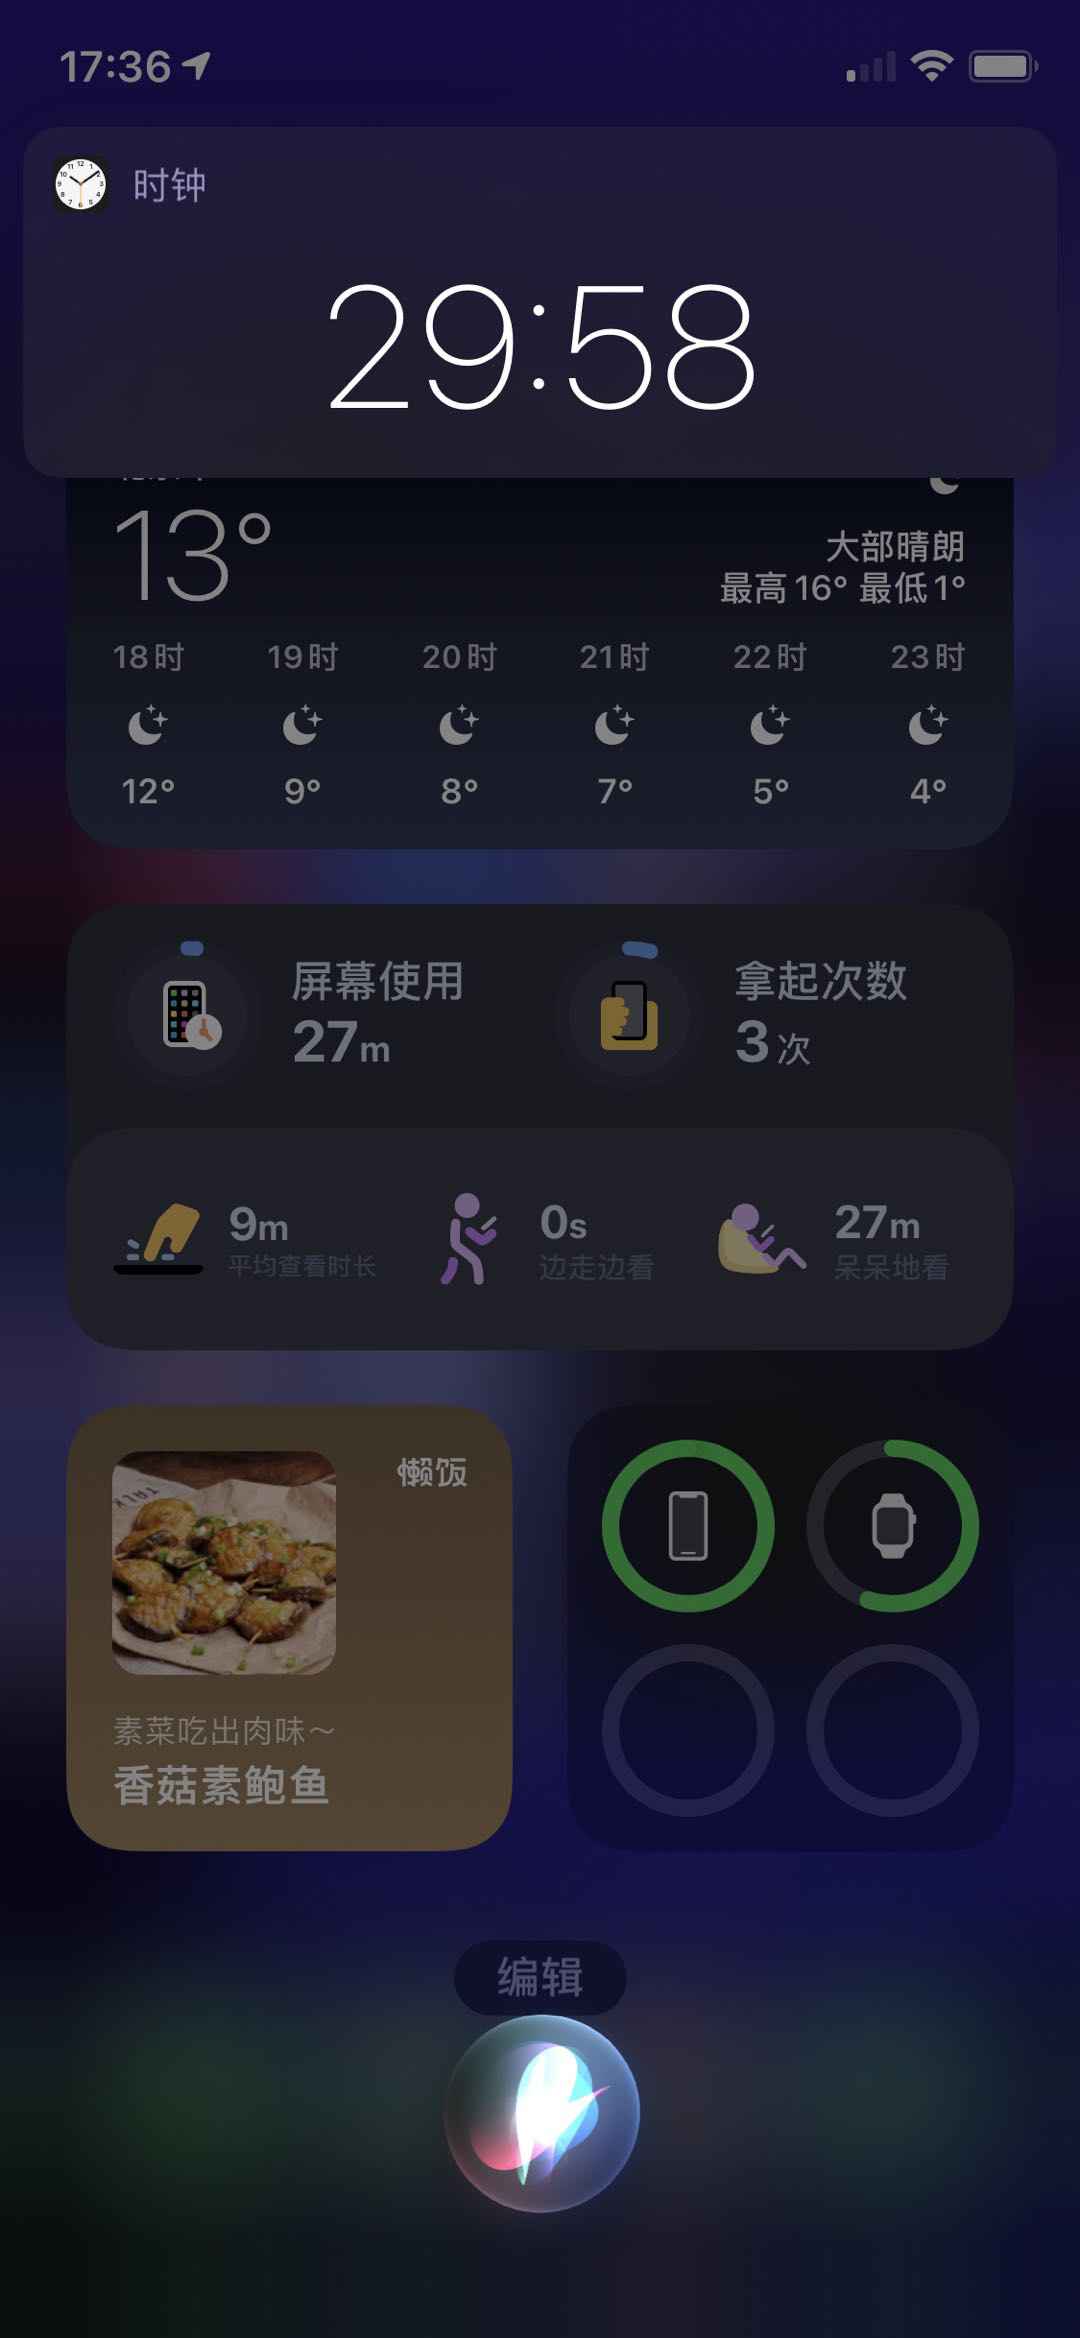 17:36
时钟
29:58
13°
大部晴朗
最高16° 最低1°
18时 19时 20时 21时 22时 23时
12° 9° 8° 7° 5° 4°
屏幕使用
27m
拿起次数
3次
9m
平均查看时长
0s
边走边看
27m
呆呆地看
懒饭
素菜吃出肉味～
香菇素鲍鱼
编辑